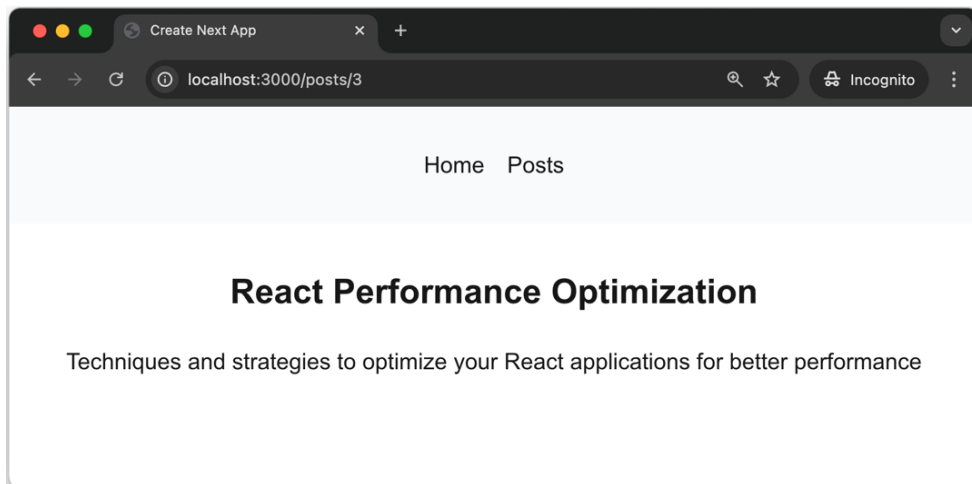 Create Next App
localhost:3000/posts/3
Incognito
Home Posts
React Performance Optimization
Techniques and strategies to optimize your React applications for better performance